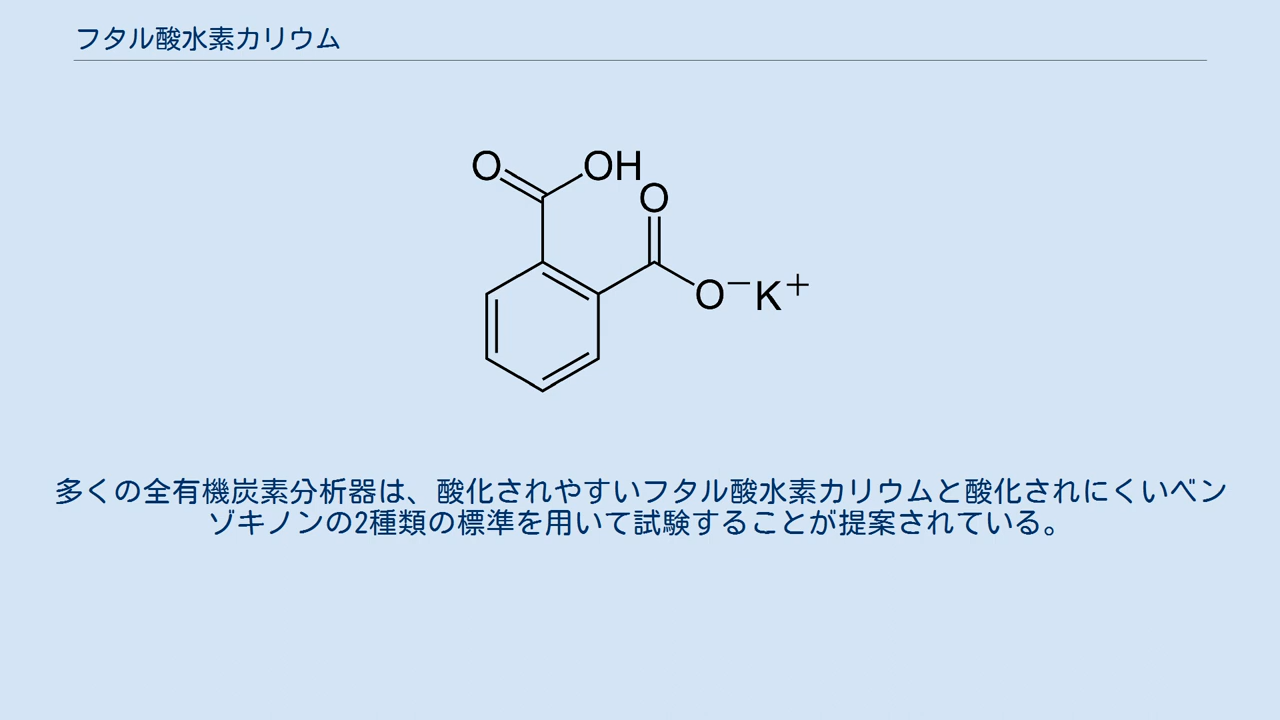 フタル酸水素カリウム
O OH
O
O⁻K⁺
多くの全有機炭素分析器は、酸化されやすいフタル酸水素カリウムと酸化されにくいベン
ゾキノンの2種類の標準を用いて試験することが提案されている。